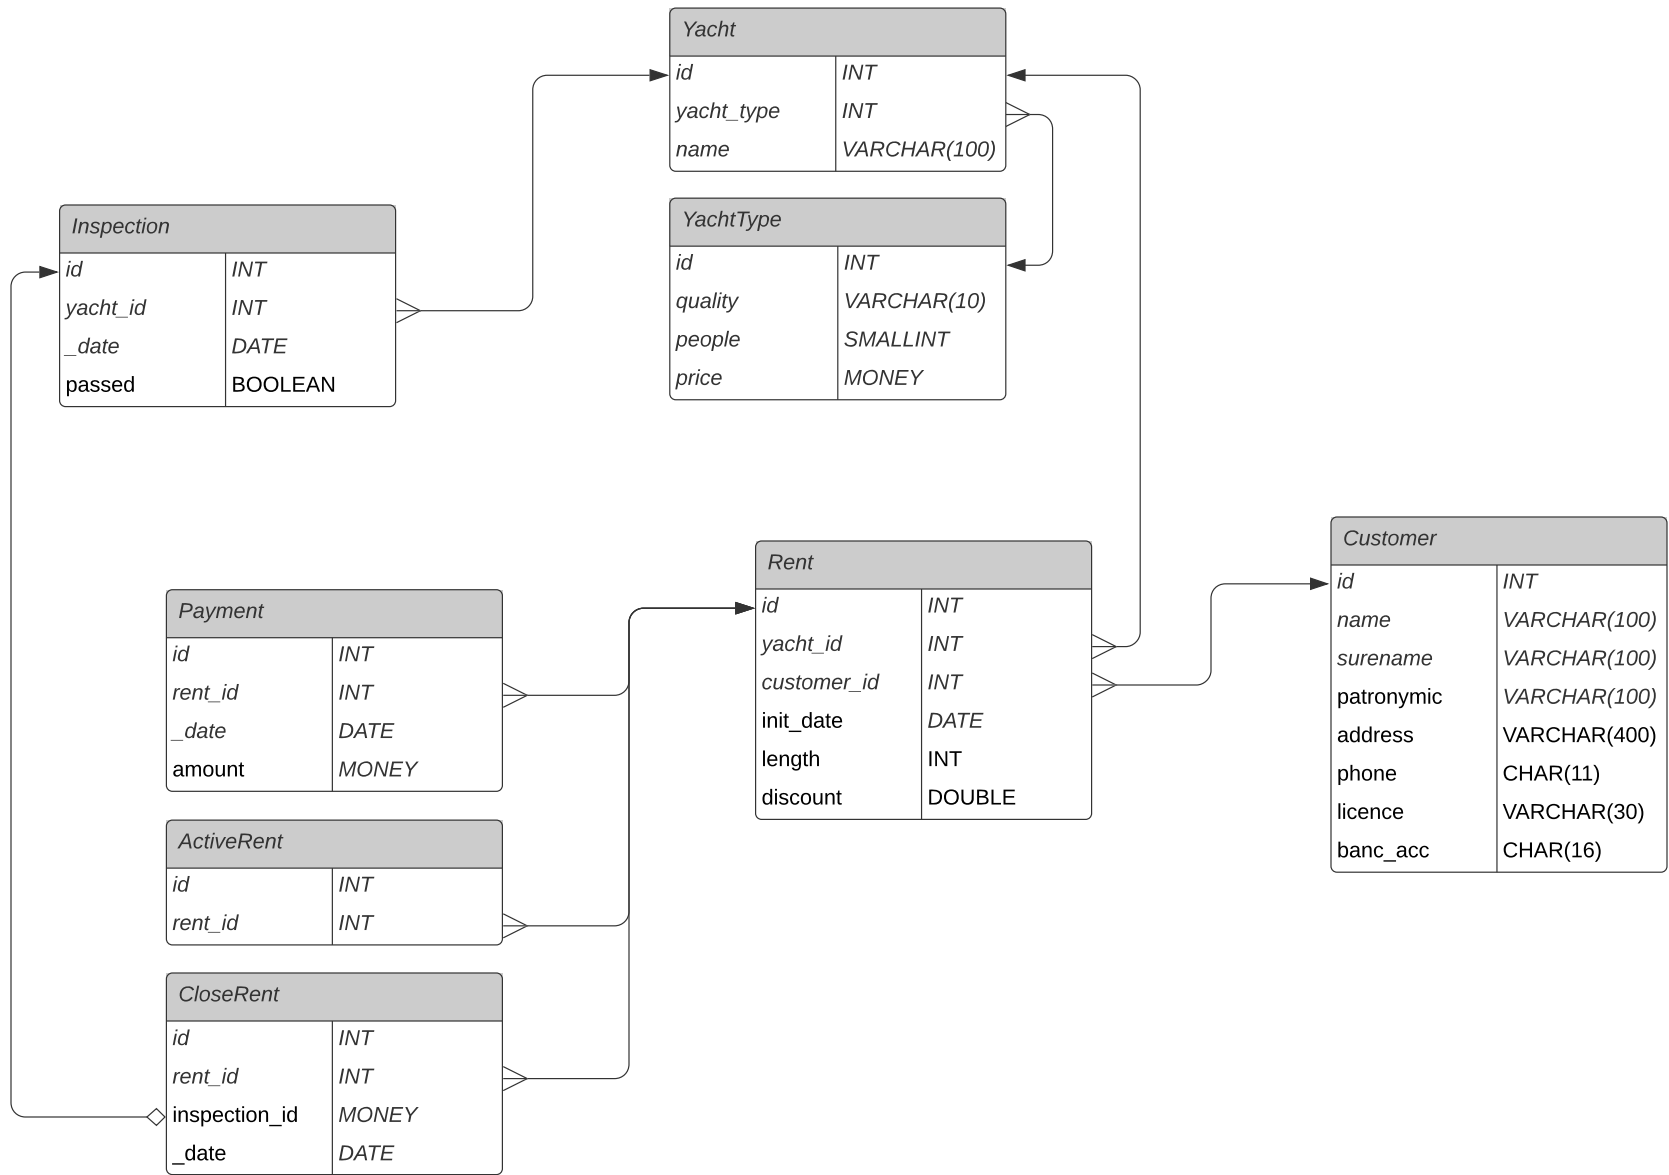 Yacht
id INT
yacht_type INT
name VARCHAR(100)
Inspection
id INT
yacht_id INT
_date DATE
passed BOOLEAN
YachtType
id INT
quality VARCHAR(10)
people SMALLINT
price MONEY
Payment
id INT
rent_id INT
_date DATE
amount MONEY
Rent
id INT
yacht_id INT
customer_id INT
init_date DATE
length INT
discount DOUBLE
Customer
id INT
name VARCHAR(100)
surename VARCHAR(100)
patronymic VARCHAR(100)
address VARCHAR(400)
phone CHAR(11)
licence VARCHAR(30)
banc_acc CHAR(16)
ActiveRent
id INT
rent_id INT
CloseRent
id INT
rent_id INT
inspection_id MONEY
_date DATE